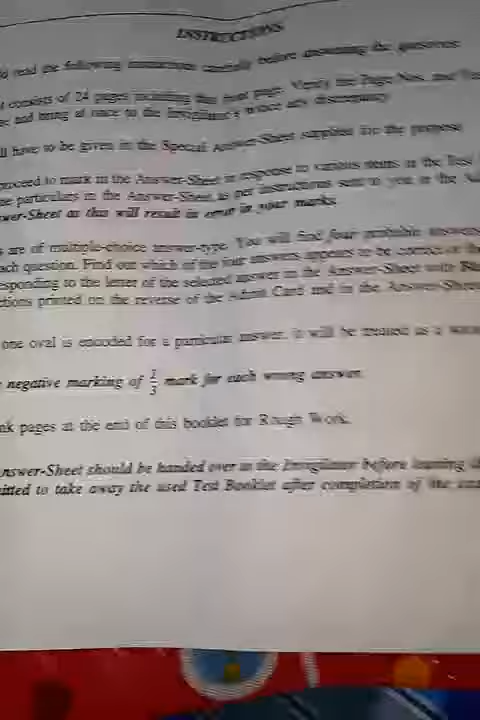 INSTRUCTIONS
d read the following instructions carefully before answering the questions:
t consists of 24 pages including this front page. Verify the Page Nos. and Te
and bring at once to the Invigilator's notice any discrepancy.
ll have to be given in the Special Answer-Sheet supplied for the purpose.
proceed to mark in the Answer-Sheet in response to various items in the Test
particulars in the Answer-Sheet as per instructions sent to you in the Ad
wer-Sheet as this will result in error in your marks.
s are of multiple-choice answer-type. You will find four probable answers
ach question. Find out which of the four answers appears to be correct or the
esponding to the letter of the selected answer in the Answer-Sheet with
ctions printed on the reverse of the Admit Card and in the Answer-Sheet
one oval is encoded for a particular answer, it will be treated as a
negative marking of 1/3 mark for each wrong answer.
nk pages at the end of this booklet for Rough Work.
nswer-Sheet should be handed over to the Invigilator before leaving
itted to take away the used Test Booklet after completion of the